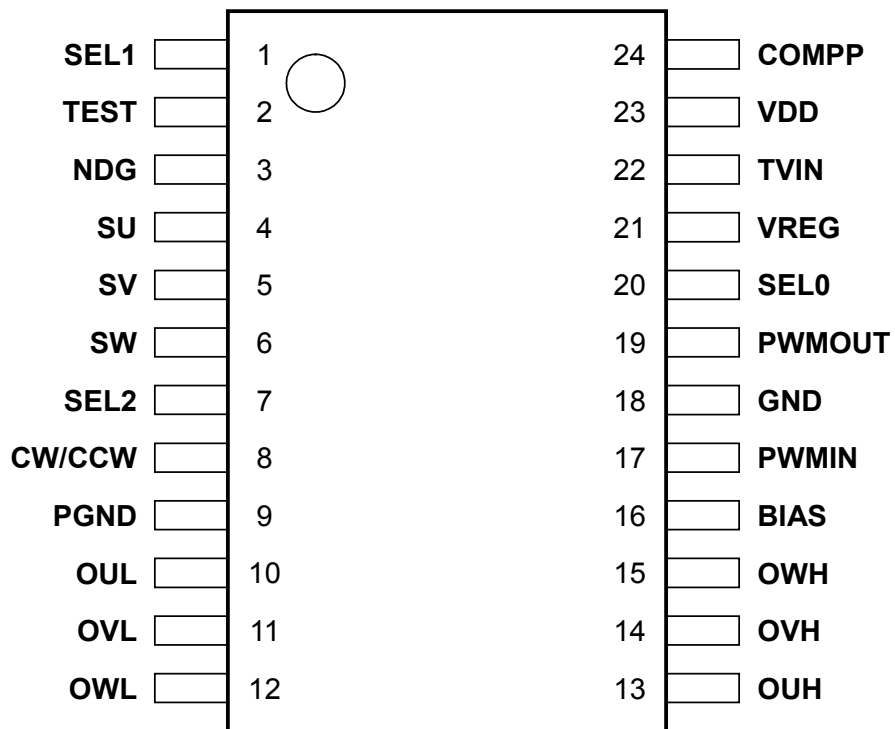 SEL1 1 24 COMPP
TEST 2 23 VDD
NDG 3 22 TVIN
SU 4 21 VREG
SV 5 20 SEL0
SW 6 19 PWMOUT
SEL2 7 18 GND
CW/CCW 8 17 PWMIN
PGND 9 16 BIAS
OUL 10 15 OWH
OVL 11 14 OVH
OWL 12 13 OUH